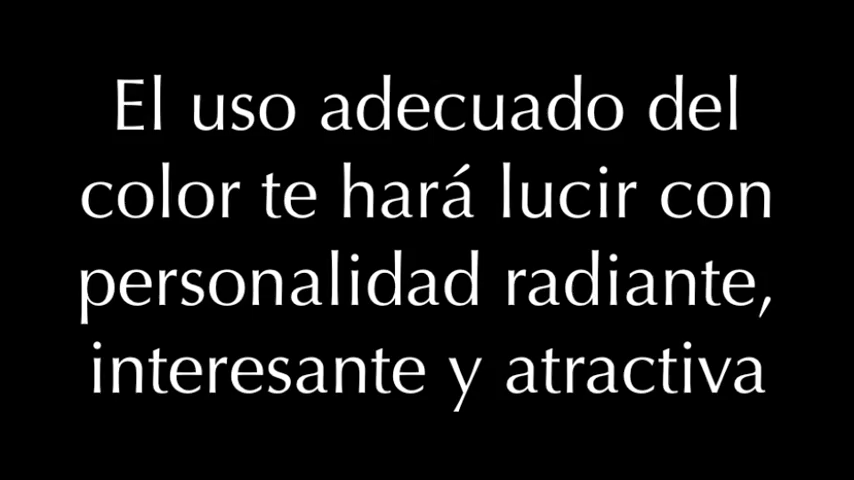 El uso adecuado del
color te hará lucir con
personalidad radiante,
interesante y atractiva